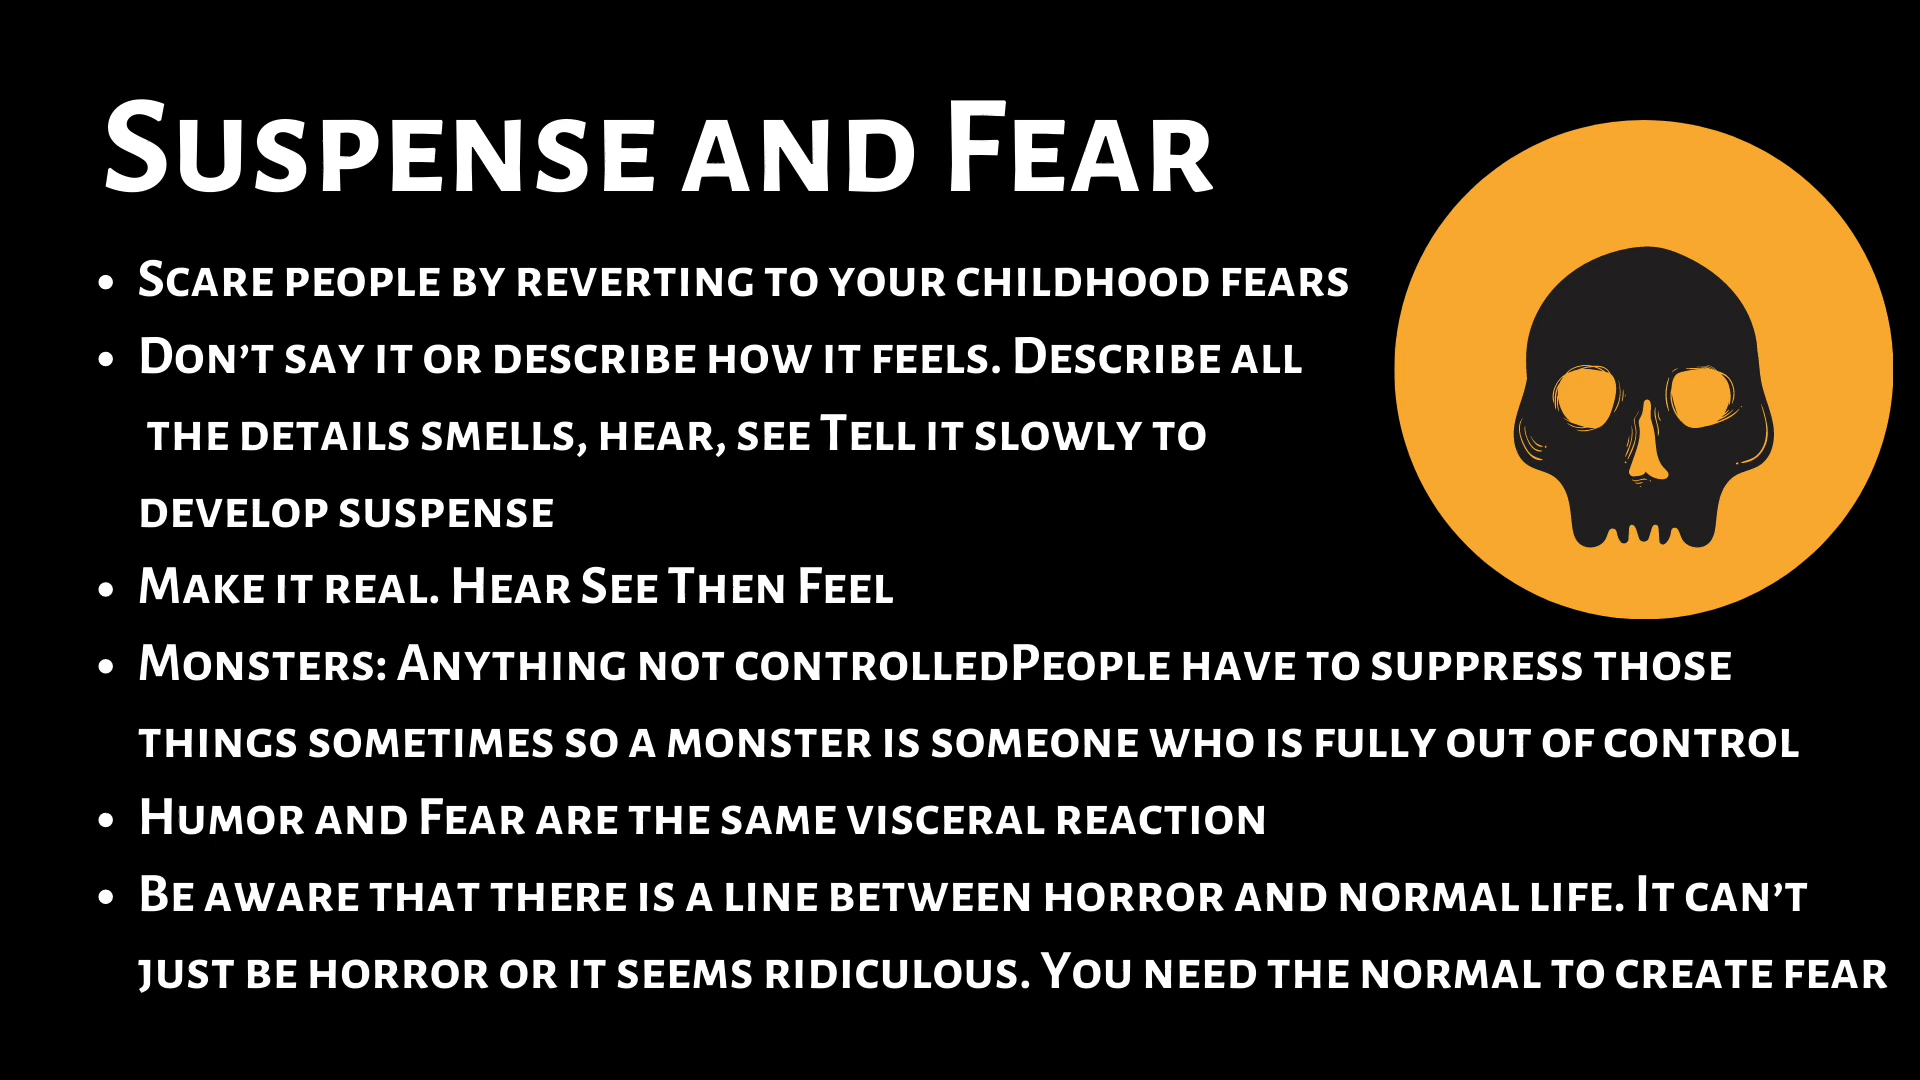 Suspense and Fear
• Scare people by reverting to your childhood fears
• Don’t say it or describe how it feels. Describe all
the details smells, hear, see Tell it slowly to
develop suspense
• Make it real. Hear See Then Feel
• Monsters: Anything not controlledPeople have to suppress those
things sometimes so a monster is someone who is fully out of control
• Humor and Fear are the same visceral reaction
• Be aware that there is a line between horror and normal life. It can’t
just be horror or it seems ridiculous. You need the normal to create fear